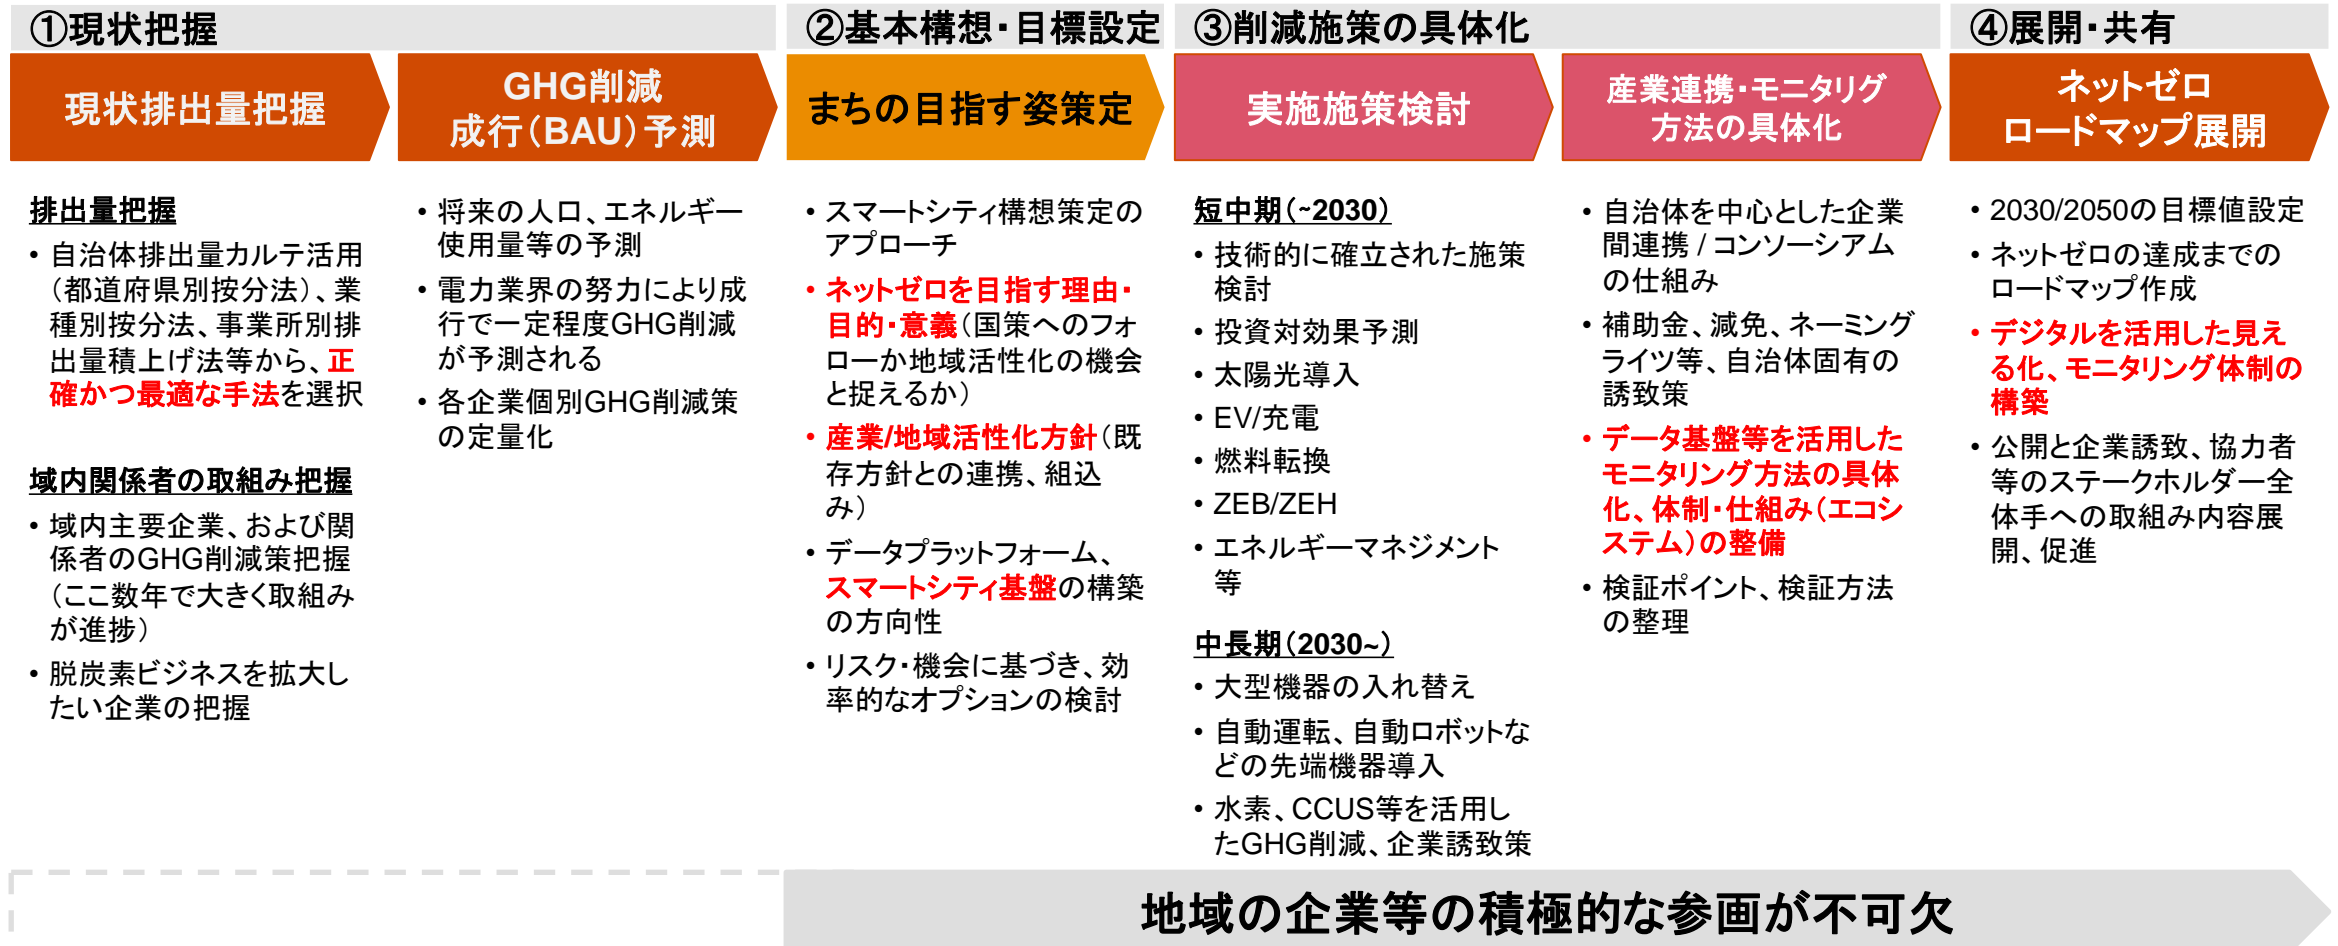 ①現状把握
②基本構想・目標設定
③削減施策の具体化
④展開・共有
現状排出量把握
GHG削減
成行（BAU）予測
まちの目指す姿策定
実施施策検討
産業連携・モニタリグ
方法の具体化
ネットゼロ
ロードマップ展開
排出量把握
• 自治体排出量カルテ活用
（都道府県別按分法）、業
種別按分法、事業所別排
出量積上げ法等から、正
確かつ最適な手法を選択
域内関係者の取組み把握
• 域内主要企業、および関
係者のGHG削減策把握
（ここ数年で大きく取組み
が進捗）
• 脱炭素ビジネスを拡大し
たい企業の把握
• 将来の人口、エネルギー
使用量等の予測
• 電力業界の努力により成
行で一定程度GHG削減
が予測される
• 各企業個別GHG削減策
の定量化
• スマートシティ構想策定の
アプローチ
• ネットゼロを目指す理由・
目的・意義（国策へのフォ
ローか地域活性化の機会
と捉えるか）
• 産業/地域活性化方針（既
存方針との連携、組込
み）
• データプラットフォーム、
スマートシティ基盤の構築
の方向性
• リスク・機会に基づき、効
率的なオプションの検討
短中期（~2030）
• 技術的に確立された施策
検討
• 投資対効果予測
• 太陽光導入
• EV/充電
• 燃料転換
• ZEB/ZEH
• エネルギーマネジメント
等
中長期（2030~）
• 大型機器の入れ替え
• 自動運転、自動ロボットな
どの先端機器導入
• 水素、CCUS等を活用し
たGHG削減、企業誘致策
• 自治体を中心とした企業
間連携 / コンソーシアム
の仕組み
• 補助金、減免、ネーミング
ライツ等、自治体固有の
誘致策
• データ基盤等を活用した
モニタリング方法の具体
化、体制・仕組み（エコシ
ステム）の整備
• 検証ポイント、検証方法
の整理
• 2030/2050の目標値設定
• ネットゼロの達成までの
ロードマップ作成
• デジタルを活用した見え
る化、モニタリング体制の
構築
• 公開と企業誘致、協力者
等のステークホルダー全
体手への取組み内容展
開、促進
地域の企業等の積極的な参画が不可欠